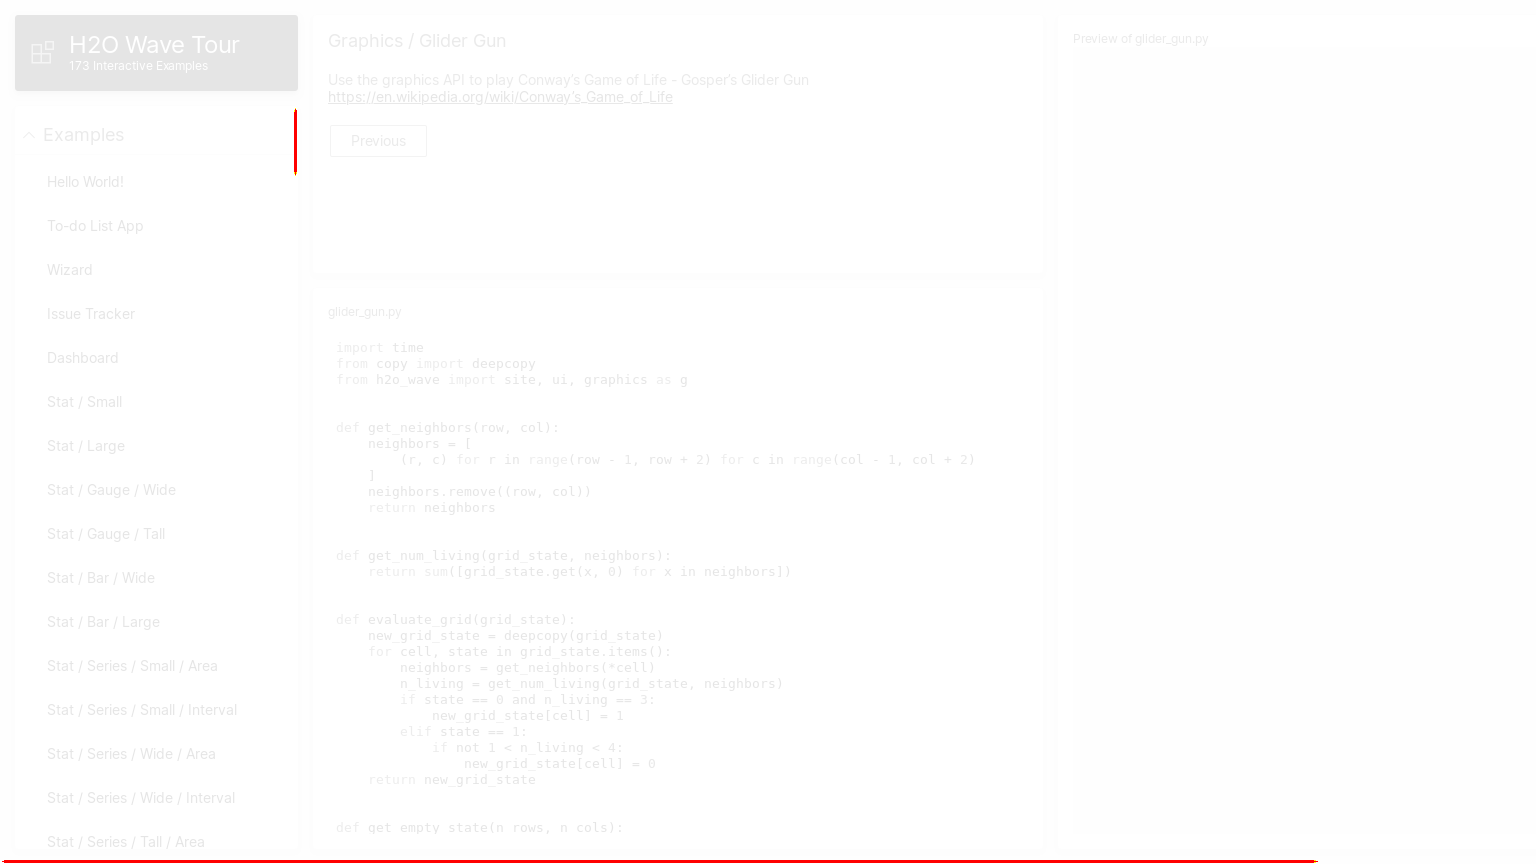 H2O Wave Tour
173 Interactive Examples
Examples
Hello World!
To-do List App
Wizard
Issue Tracker
Dashboard
Stat / Small
Stat / Large
Stat / Gauge / Wide
Stat / Gauge / Tall
Stat / Bar / Wide
Stat / Bar / Large
Stat / Series / Small / Area
Stat / Series / Small / Interval
Stat / Series / Wide / Area
Stat / Series / Wide / Interval
Stat / Series / Tall / Area
Graphics / Glider Gun
Use the graphics API to play Conway's Game of Life - Gosper's Glider Gun
https://en.wikipedia.org/wiki/Conway's_Game_of_Life
Previous
glider_gun.py
import time
from copy import deepcopy
from h2o_wave import site, ui, graphics as g
def get_neighbors(row, col):
    neighbors = [
        (r, c) for r in range(row - 1, row + 2) for c in range(col - 1, col + 2)
    ]
    neighbors.remove((row, col))
    return neighbors
def get_num_living(grid_state, neighbors):
    return sum([grid_state.get(x, 0) for x in neighbors])
def evaluate_grid(grid_state):
    new_grid_state = deepcopy(grid_state)
    for cell, state in grid_state.items():
        neighbors = get_neighbors(*cell)
        n_living = get_num_living(grid_state, neighbors)
        if state == 0 and n_living == 3:
            new_grid_state[cell] = 1
        elif state == 1:
            if not 1 < n_living < 4:
                new_grid_state[cell] = 0
    return new_grid_state
def get_empty_state(n_rows, n_cols):
Preview of glider_gun.py